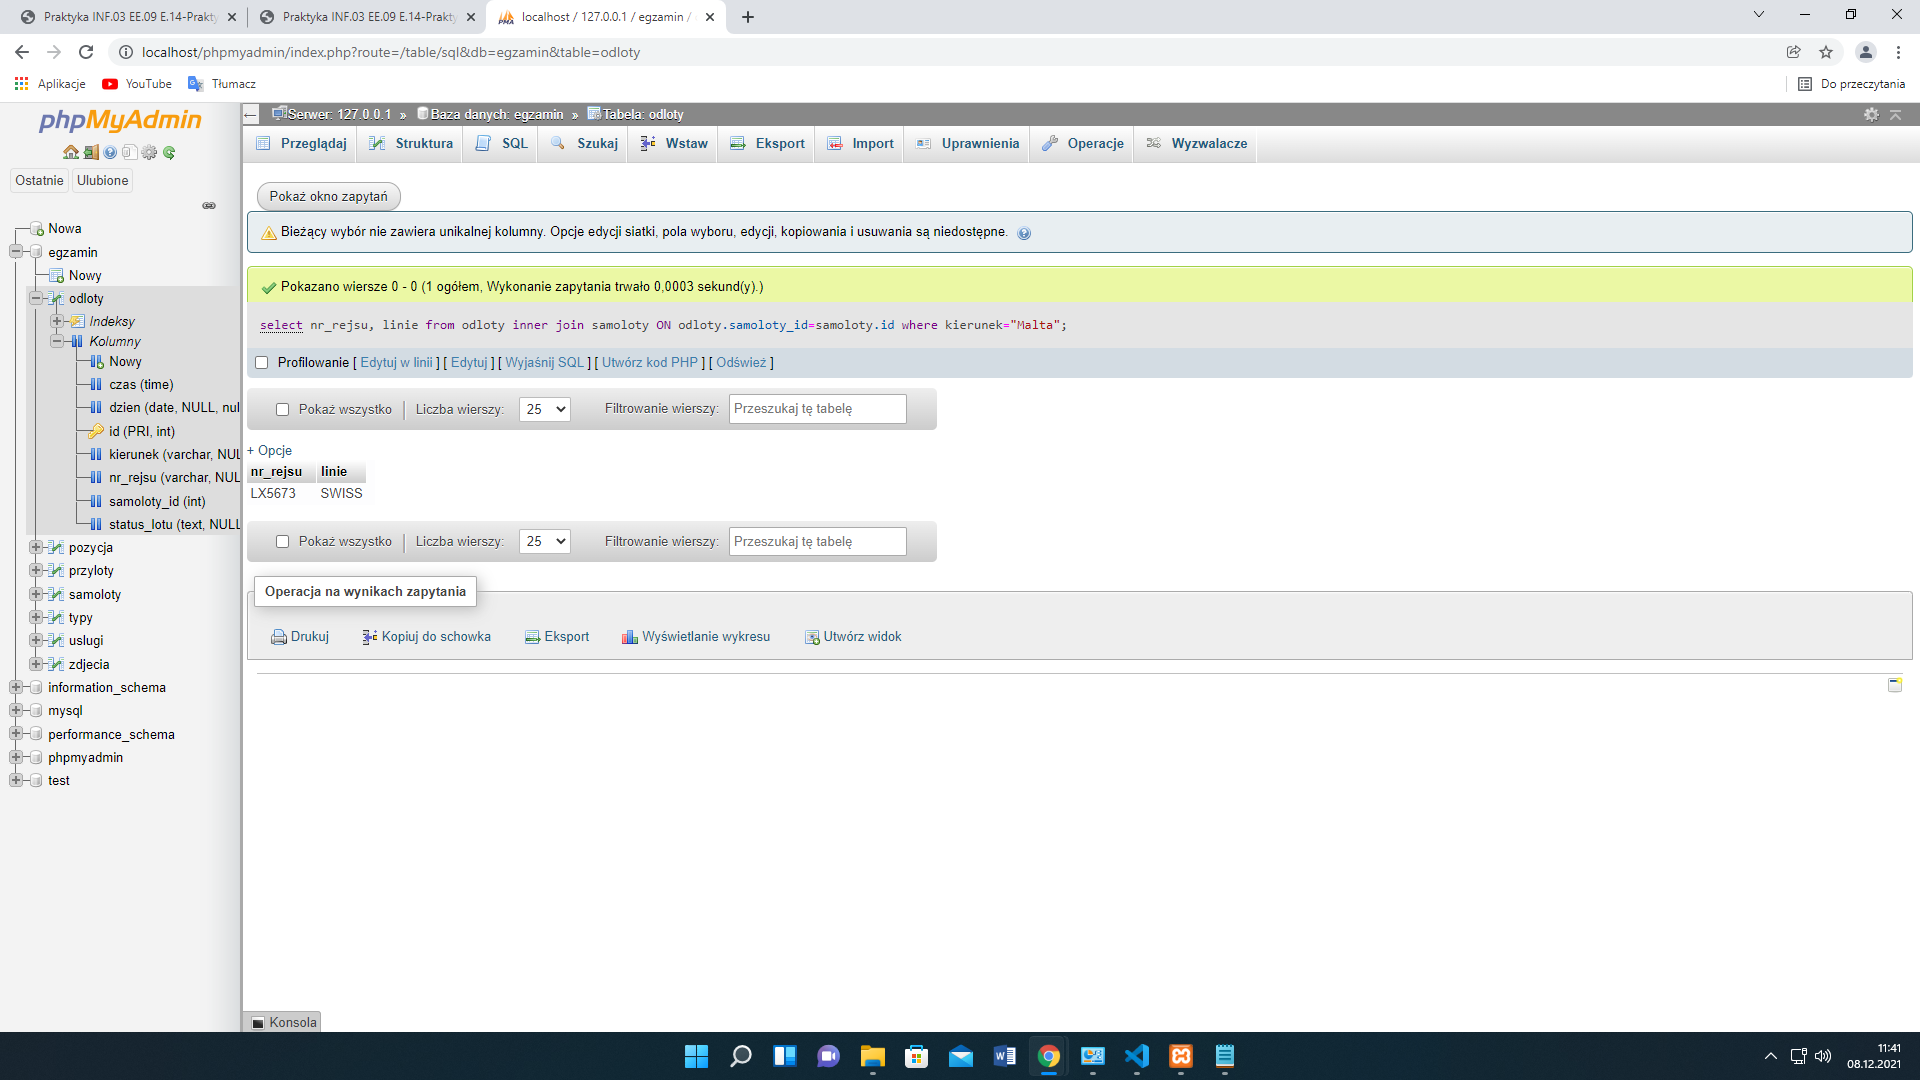 Praktyka INF.03 EE.09 E.14-Prakty
Praktyka INF.03 EE.09 E.14-Prakty
localhost / 127.0.0.1 / egzamin /
localhost/phpmyadmin/index.php?route=/table/sql&db=egzamin&table=odloty
Aplikacje
YouTube
Tłumacz
Do przeczytania
phpMyAdmin
Ostatnie
Ulubione
Nowa
egzamin
Nowy
odloty
Indeksy
Kolumny
Nowy
czas (time)
dzien (date, NULL, nul
id (PRI, int)
kierunek (varchar, NUL
nr_rejsu (varchar, NUL
samoloty_id (int)
status_lotu (text, NULL
pozycja
przyloty
samoloty
typy
uslugi
zdjecia
information_schema
mysql
performance_schema
phpmyadmin
test
Serwer: 127.0.0.1 » Baza danych: egzamin » Tabela: odloty
Przeglądaj
Struktura
SQL
Szukaj
Wstaw
Eksport
Import
Uprawnienia
Operacje
Wyzwalacze
Pokaż okno zapytań
Bieżący wybór nie zawiera unikalnej kolumny. Opcje edycji siatki, pola wyboru, edycji, kopiowania i usuwania są niedostępne.
Pokazano wiersze 0 - 0 (1 ogółem, Wykonanie zapytania trwało 0,0003 sekund(y).)
select nr_rejsu, linie from odloty inner join samoloty ON odloty.samoloty_id=samoloty.id where kierunek="Malta";
Profilowanie [ Edytuj w linii ] [ Edytuj ] [ Wyjaśnij SQL ] [ Utwórz kod PHP ] [ Odśwież ]
Pokaż wszystko | Liczba wierszy: 25 Filtrowanie wierszy: Przeszukaj tę tabelę
+ Opcje
nr_rejsu linie
LX5673 SWISS
Pokaż wszystko | Liczba wierszy: 25 Filtrowanie wierszy: Przeszukaj tę tabelę
Operacja na wynikach zapytania
Drukuj
Kopiuj do schowka
Eksport
Wyświetlanie wykresu
Utwórz widok
Konsola
11:41
08.12.2021